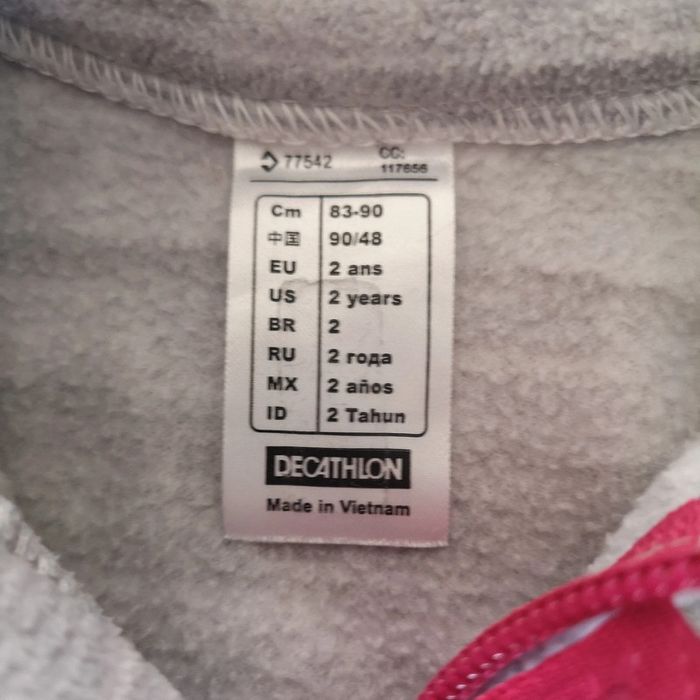 77542 CC:
117656
Cm 83-90
中国 90/48
EU 2 ans
US 2 years
BR 2
RU 2 года
MX 2 años
ID 2 Tahun
DECATHLON
Made in Vietnam